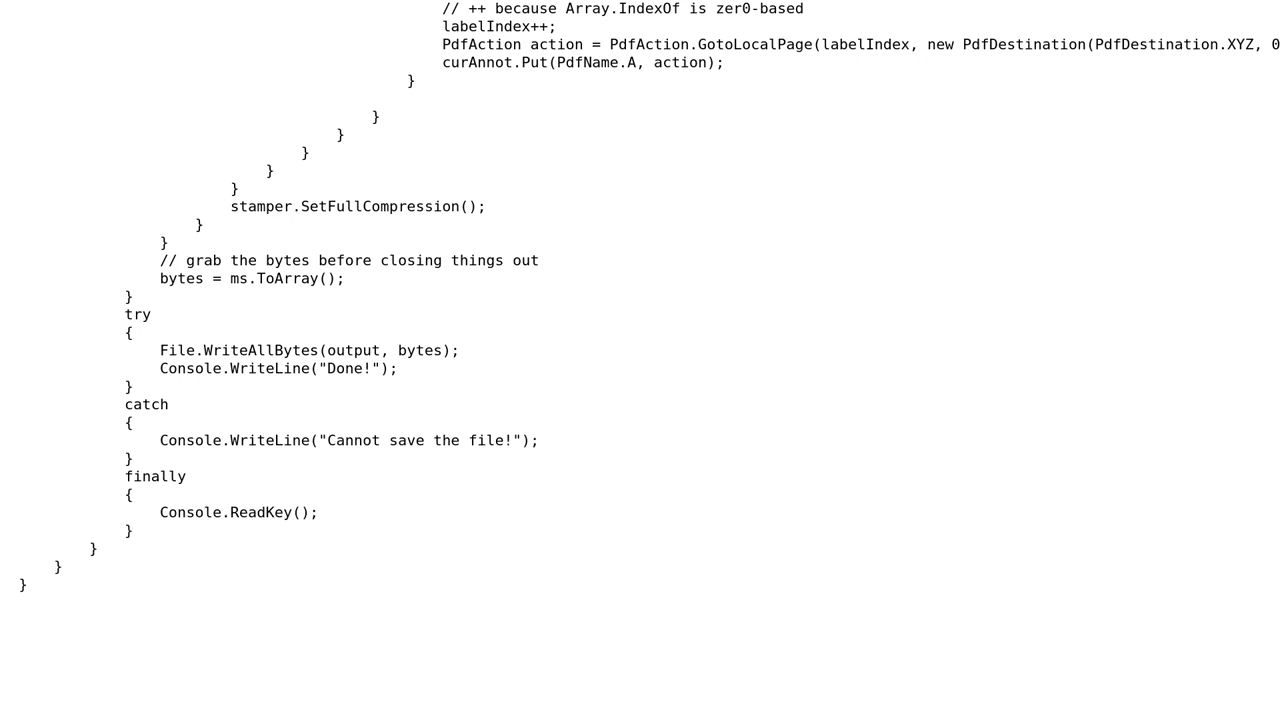 // ++ because Array.IndexOf is zer0-based
labelIndex++;
PdfAction action = PdfAction.GotoLocalPage(labelIndex, new PdfDestination(PdfDestination.XYZ, 0
curAnnot.Put(PdfName.A, action);
}
}
}
}
}
}
stamper.SetFullCompression();
}
}
// grab the bytes before closing things out
bytes = ms.ToArray();
}
try
{
File.WriteAllBytes(output, bytes);
Console.WriteLine("Done!");
}
catch
{
Console.WriteLine("Cannot save the file!");
}
finally
{
Console.ReadKey();
}
}
}
}